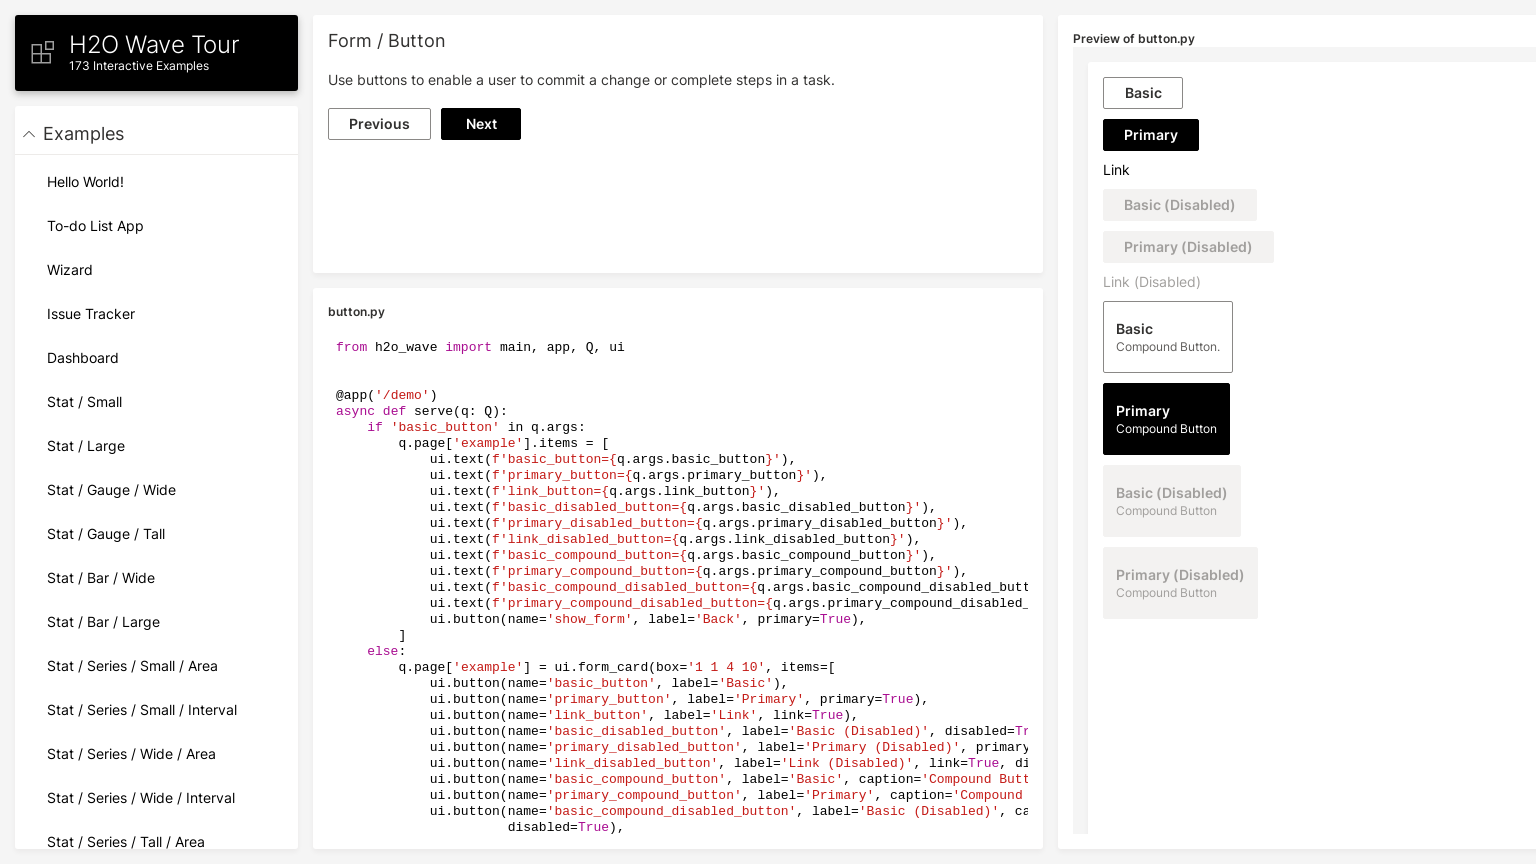 H2O Wave Tour
173 Interactive Examples
Examples
Hello World!
To-do List App
Wizard
Issue Tracker
Dashboard
Stat / Small
Stat / Large
Stat / Gauge / Wide
Stat / Gauge / Tall
Stat / Bar / Wide
Stat / Bar / Large
Stat / Series / Small / Area
Stat / Series / Small / Interval
Stat / Series / Wide / Area
Stat / Series / Wide / Interval
Stat / Series / Tall / Area
Form / Button
Use buttons to enable a user to commit a change or complete steps in a task.
Previous Next
button.py
from h2o_wave import main, app, Q, ui
@app('/demo')
async def serve(q: Q):
    if 'basic_button' in q.args:
        q.page['example'].items = [
            ui.text(f'basic_button={q.args.basic_button}'),
            ui.text(f'primary_button={q.args.primary_button}'),
            ui.text(f'link_button={q.args.link_button}'),
            ui.text(f'basic_disabled_button={q.args.basic_disabled_button}'),
            ui.text(f'primary_disabled_button={q.args.primary_disabled_button}'),
            ui.text(f'link_disabled_button={q.args.link_disabled_button}'),
            ui.text(f'basic_compound_button={q.args.basic_compound_button}'),
            ui.text(f'primary_compound_button={q.args.primary_compound_button}'),
            ui.text(f'basic_compound_disabled_button={q.args.basic_compound_disabled_butt
            ui.text(f'primary_compound_disabled_button={q.args.primary_compound_disabled_
            ui.button(name='show_form', label='Back', primary=True),
        ]
    else:
        q.page['example'] = ui.form_card(box='1 1 4 10', items=[
            ui.button(name='basic_button', label='Basic'),
            ui.button(name='primary_button', label='Primary', primary=True),
            ui.button(name='link_button', label='Link', link=True),
            ui.button(name='basic_disabled_button', label='Basic (Disabled)', disabled=Tr
            ui.button(name='primary_disabled_button', label='Primary (Disabled)', primary
            ui.button(name='link_disabled_button', label='Link (Disabled)', link=True, di
            ui.button(name='basic_compound_button', label='Basic', caption='Compound Butt
            ui.button(name='primary_compound_button', label='Primary', caption='Compound
            ui.button(name='basic_compound_disabled_button', label='Basic (Disabled)', ca
                      disabled=True),
Preview of button.py
Basic
Primary
Link
Basic (Disabled)
Primary (Disabled)
Link (Disabled)
Basic
Compound Button.
Primary
Compound Button
Basic (Disabled)
Compound Button
Primary (Disabled)
Compound Button